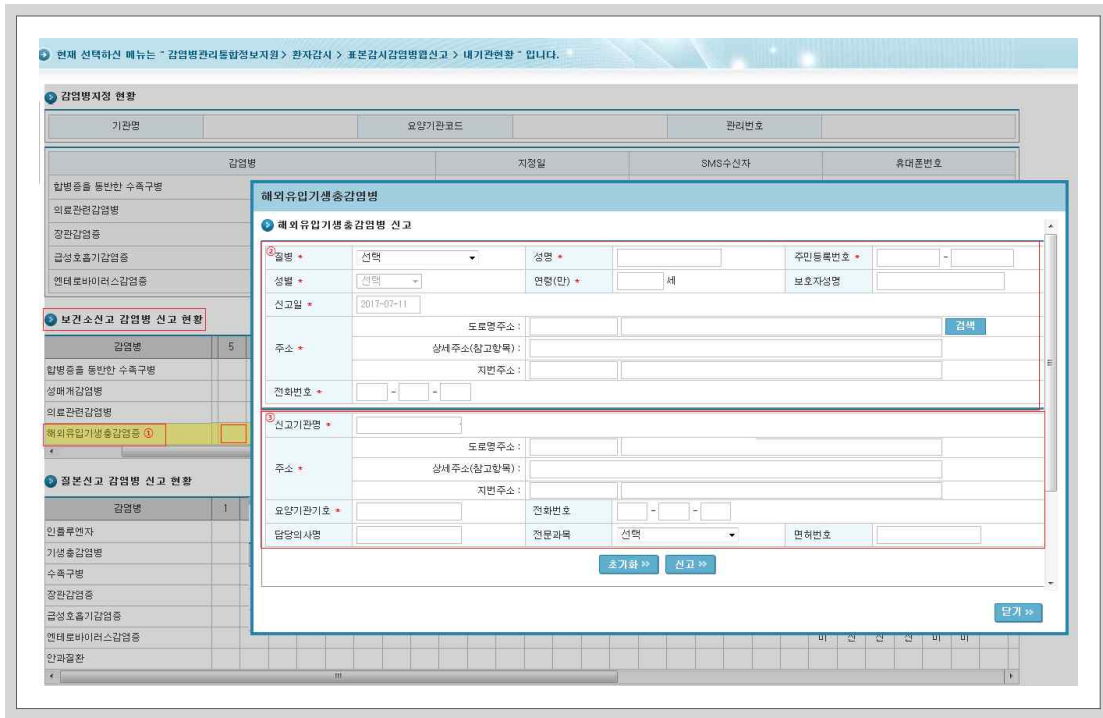 현재 선택하신 메뉴는 " 감염병관리통합정보지원 > 환자감시 > 표본감시감염병웹신고 > 내기관현황 " 입니다.
감염병지정 현황
기관명 요양기관코드 관리번호
감염병 지정일 SMS수신자 휴대폰번호
합병증을 동반한 수족구병
의료관련감염병
장관감염증
급성호흡기감염증
엔테로바이러스감염증
보건소신고 감염병 신고 현황
감염병 5
합병증을 동반한 수족구병
성매개감염병
의료관련감염병
해외유입기생충감염증 ①
질본신고 감염병 신고 현황
감염병 1
인플루엔자
기생충감염병
수족구병
장관감염증
급성호흡기감염증
엔테로바이러스감염증
안과질환
해외유입기생충감염병
해외유입기생충감염병 신고
②질병 * 선택 성명 * 주민등록번호 * -
성별 * 선택 연령(만) * 세 보호자성명
신고일 * 2017-07-11
도로명주소 : 검색
주소 * 상세주소(참고항목) :
지번주소 :
전화번호 * - -
③신고기관명 *
도로명주소 :
주소 * 상세주소(참고항목) :
지번주소 :
요양기관기호 * 전화번호 - -
담당의사명 전문과목 선택 면허번호
초기화 » 신고 »
닫기 »